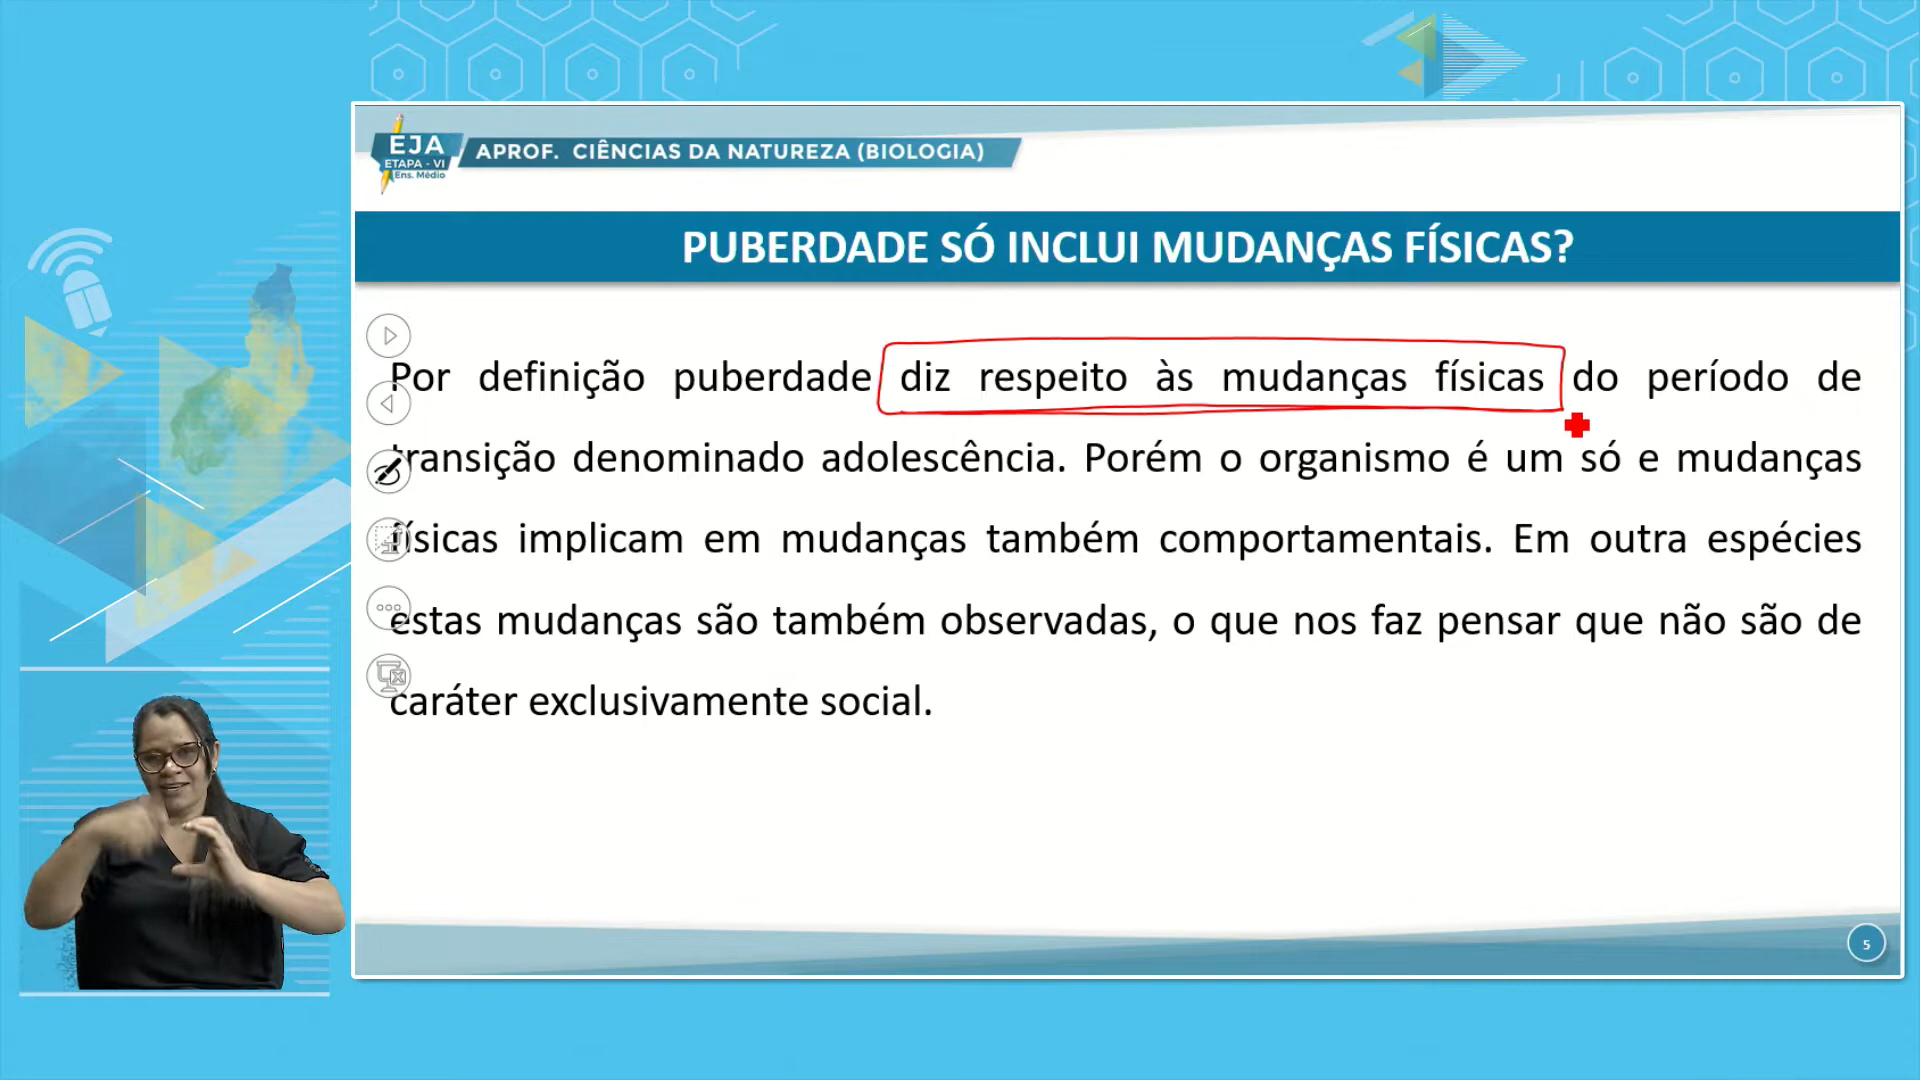 EJA
ETAPA - VI
Ens. Médio
APROF. CIÊNCIAS DA NATUREZA (BIOLOGIA)
PUBERDADE SÓ INCLUI MUDANÇAS FÍSICAS?
Por definição puberdade diz respeito às mudanças físicas do período de
transição denominado adolescência. Porém o organismo é um só e mudanças
físicas implicam em mudanças também comportamentais. Em outra espécies
estas mudanças são também observadas, o que nos faz pensar que não são de
caráter exclusivamente social.
5